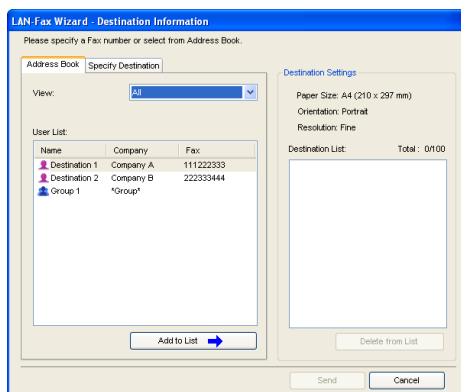 LAN-Fax Wizard - Destination Information
Please specify a Fax number or select from Address Book.
Address Book Specify Destination
View: All
User List:
Name Company Fax
Destination 1 Company A 111222333
Destination 2 Company B 222333444
Group 1 *Group*
Add to List
Destination Settings
Paper Size: A4 (210 x 297 mm)
Orientation: Portrait
Resolution: Fine
Destination List: Total : 0/100
Delete from List
Send Cancel